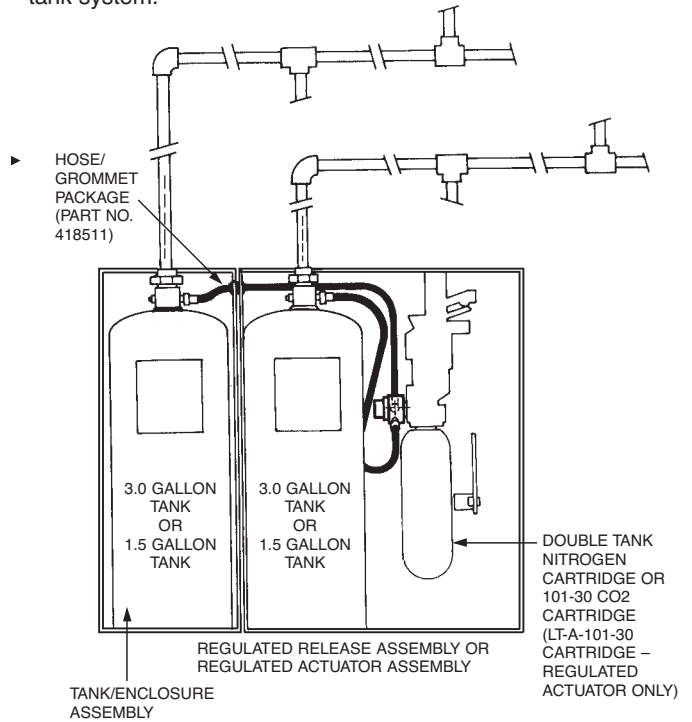 tank system.
HOSE/
GROMMET
PACKAGE
(PART NO.
418511)
3.0 GALLON
TANK
OR
1.5 GALLON
TANK
3.0 GALLON
TANK
OR
1.5 GALLON
TANK
DOUBLE TANK
NITROGEN
CARTRIDGE OR
101-30 CO2
CARTRIDGE
(LT-A-101-30
CARTRIDGE –
REGULATED
ACTUATOR ONLY)
REGULATED RELEASE ASSEMBLY OR
REGULATED ACTUATOR ASSEMBLY
TANK/ENCLOSURE
ASSEMBLY